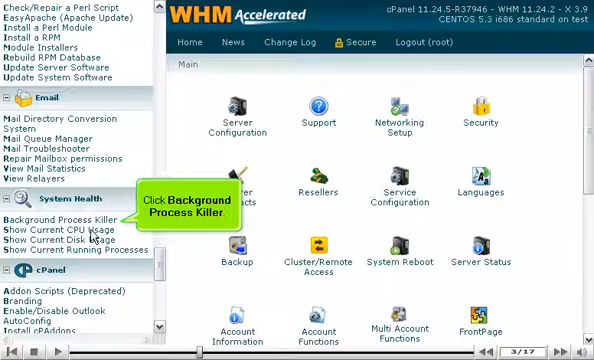 Check/Repair a Perl Script
EasyApache (Apache Update)
Install a Perl Module
Install a RPM
Module Installers
Rebuild RPM Database
Update Server Software
Update System Software
Email
Mail Directory Conversion
System
Mail Queue Manager
Mail Troubleshooter
Repair Mailbox permissions
View Mail Statistics
View Relayers
System Health
Background Process Killer
Show Current CPU Usage
Show Current Disk Usage
Show Current Running Processes
cPanel
Addon Scripts (Deprecated)
Branding
Enable/Disable Outlook
AutoConfig
Install cPAddons
WHM Accelerated
cPanel 11.24.5-R37946 - WHM 11.24.2 - X 3.9
CENTOS 5.3 i686 standard on test
Home
News
Change Log
Secure
Logout (root)
Main
Server
Configuration
Support
Networking
Setup
Security
Click Background
Process Killer.
Resellers
Service
Configuration
Languages
Backup
Cluster/Remote
Access
System Reboot
Server Status
Account
Information
Account
Functions
Multi Account
Functions
FrontPage
3/17